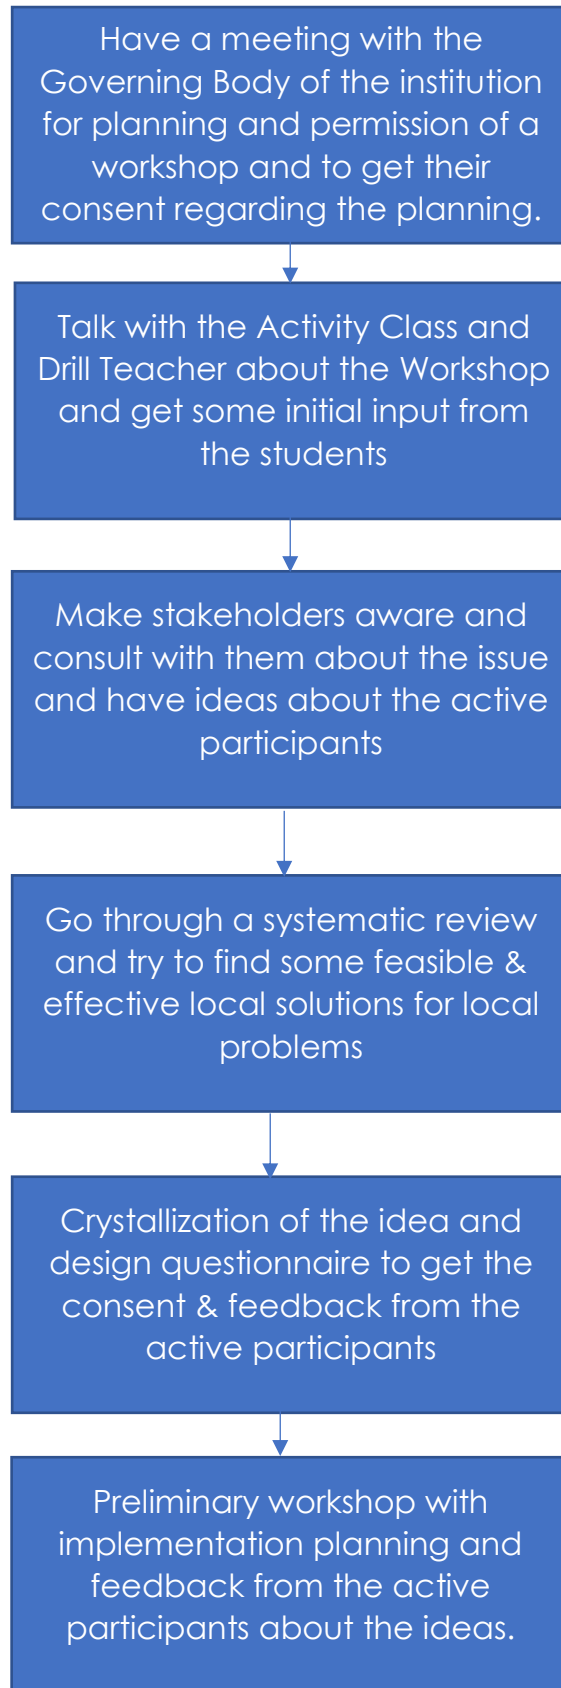 Have a meeting with the
Governing Body of the institution
for planning and permission of a
workshop and to get their
consent regarding the planning.
Talk with the Activity Class and
Drill Teacher about the Workshop
and get some initial input from
the students
Make stakeholders aware and
consult with them about the issue
and have ideas about the active
participants
Go through a systematic review
and try to find some feasible &
effective local solutions for local
problems
Crystallization of the idea and
design questionnaire to get the
consent & feedback from the
active participants
Preliminary workshop with
implementation planning and
feedback from the active
participants about the ideas.